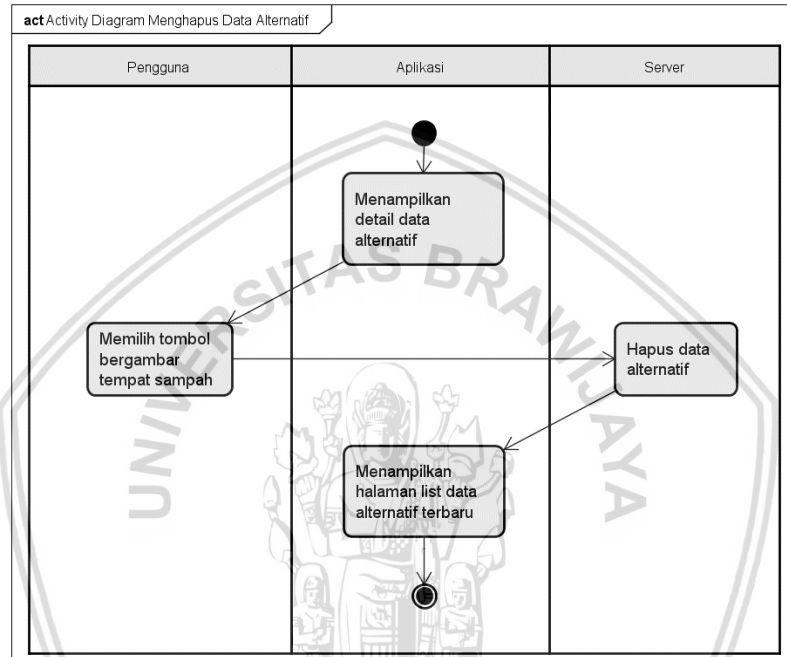 act Activity Diagram Menghapus Data Alternatif
Pengguna
Aplikasi
Server
Menampilkan
detail data
alternatif
Memilih tombol
bergambar
tempat sampah
Hapus data
alternatif
Menampilkan
halaman list data
alternatif terbaru
UNIVERSITAS BRAWIJAYA